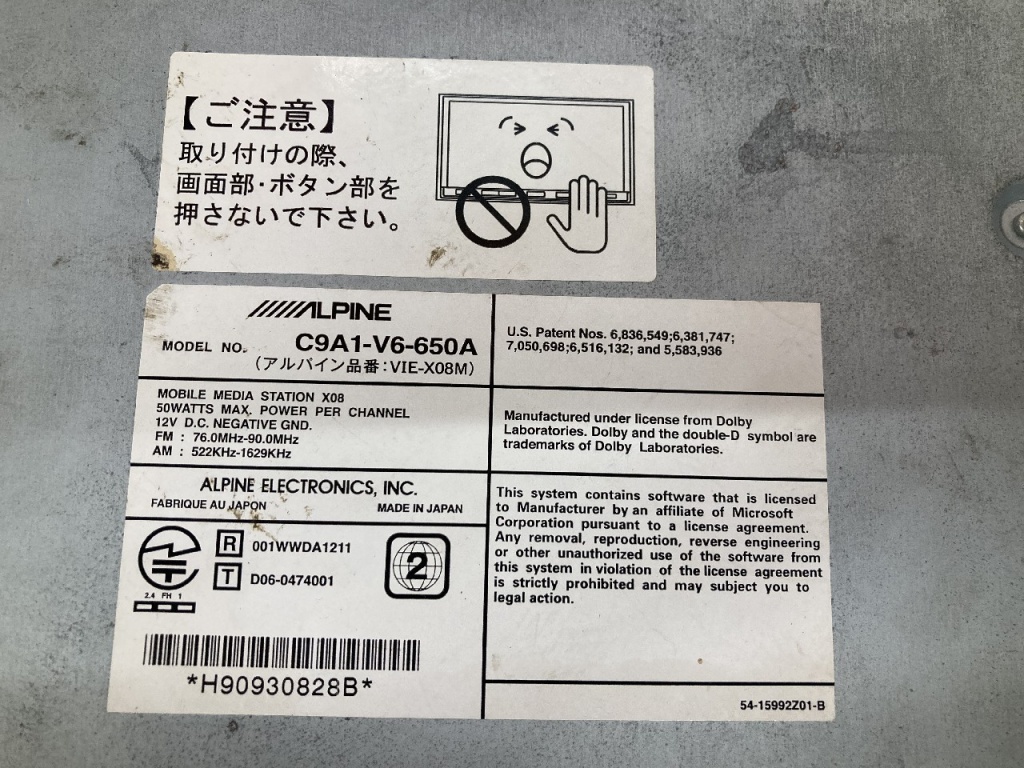 【ご注意】
取り付けの際、
画面部・ボタン部を
押さないで下さい。
ALPINE
MODEL NO. C9A1-V6-650A
(アルパイン品番:VIE-X08M)
MOBILE MEDIA STATION X08
50WATTS MAX. POWER PER CHANNEL
12V D.C. NEGATIVE GND.
FM : 76.0MHz-90.0MHz
AM : 522KHz-1629KHz
ALPINE ELECTRONICS, INC.
FABRIQUE AU JAPON MADE IN JAPAN
R 001WWDA1211
T D06-0474001
2
2.4 FH 1
*H90930828B*
U.S. Patent Nos. 6,836,549;6,381,747;
7,050,698;6,516,132; and 5,583,936
Manufactured under license from Dolby
Laboratories. Dolby and the double-D symbol are
trademarks of Dolby Laboratories.
This system contains software that is licensed
to Manufacturer by an affiliate of Microsoft
Corporation pursuant to a license agreement.
Any removal, reproduction, reverse engineering
or other unauthorized use of the software from
this system in violation of the license agreement
is strictly prohibited and may subject you to
legal action.
54-15992Z01-B